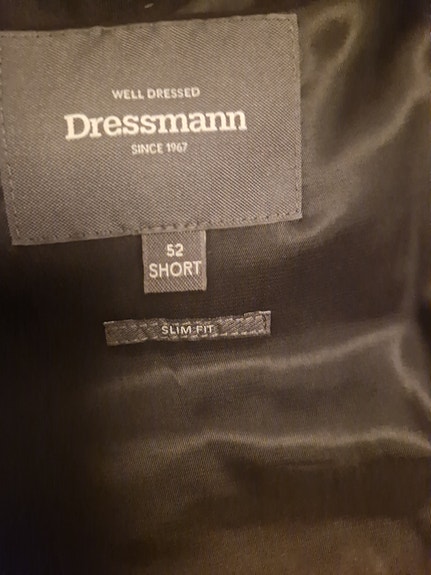 WELL DRESSED
Dressmann
SINCE 1967
52
SHORT
SLIM FIT